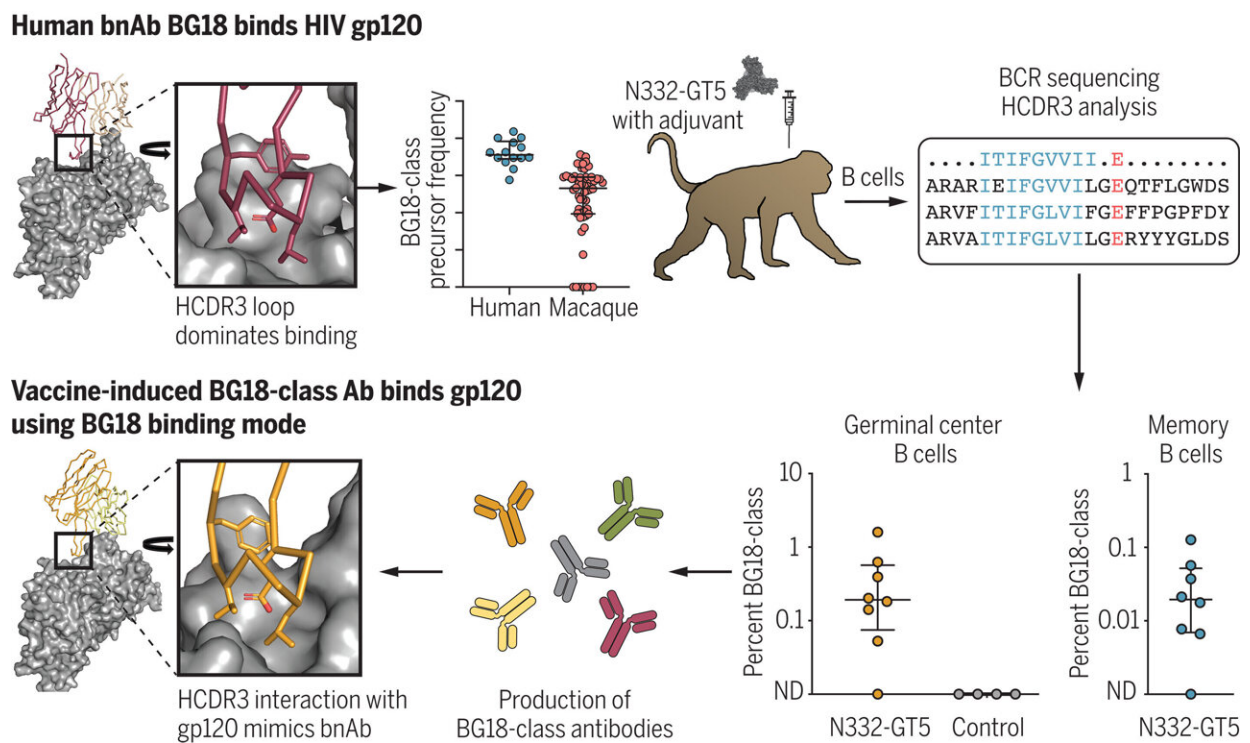 Human bnAb BG18 binds HIV gp120
HCDR3 loop
dominates binding
BG18-class
precursor frequency
Human
Macaque
N332-GT5
with adjuvant
B cells
BCR sequencing
HCDR3 analysis
....ITIFGVVII.E.........
ARARIEIFGVVILGEQTFLGWDS
ARVFITIFGLVIFGEFFPGPFDY
ARVAITIFGLVILGERYYYGLDS
Vaccine-induced BG18-class Ab binds gp120
using BG18 binding mode
HCDR3 interaction with
gp120 mimics bnAb
Production of
BG18-class antibodies
Germinal center
B cells
Percent BG18-class
10
1
0.1
ND
N332-GT5
Control
Memory
B cells
Percent BG18-class
1
0.1
0.01
ND
N332-GT5